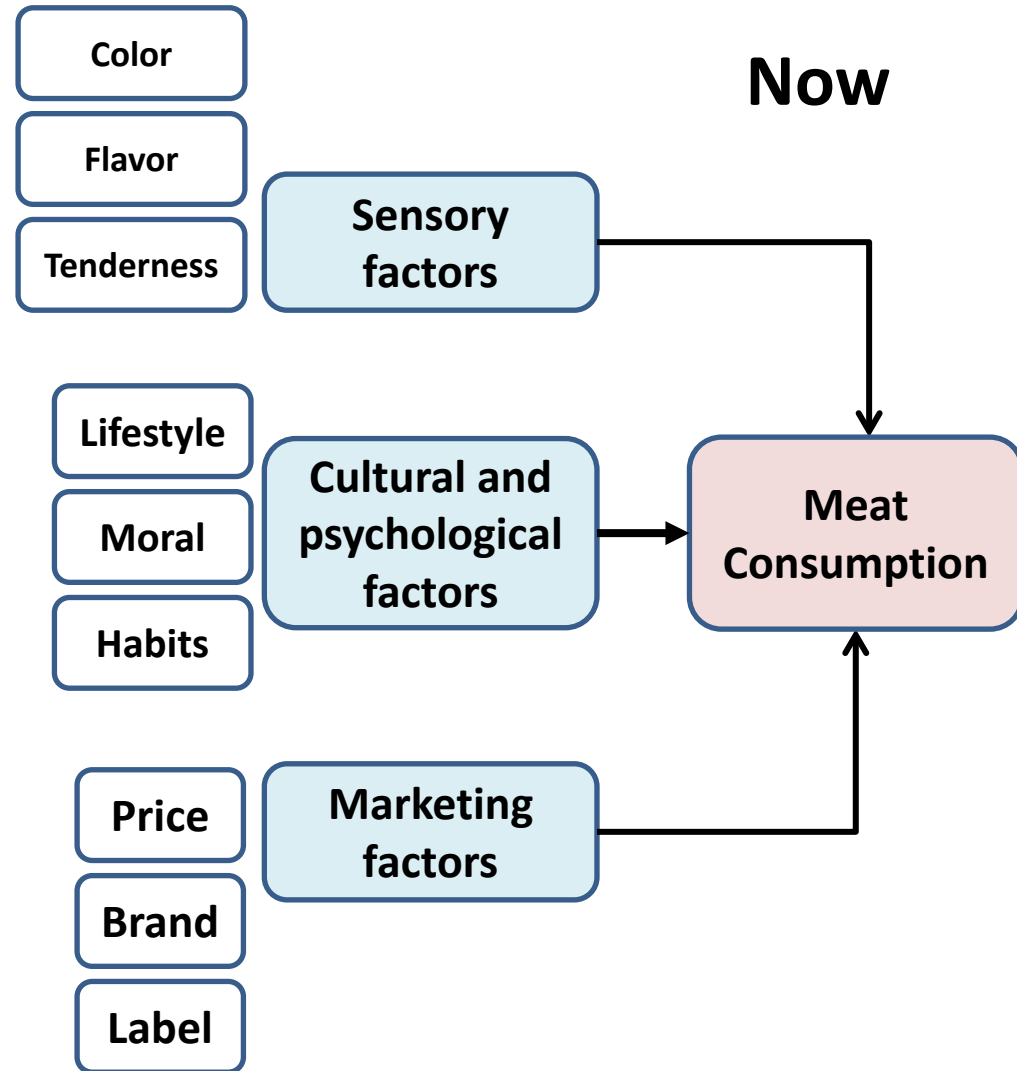 Now
Color
Flavor
Tenderness
Sensory
factors
Lifestyle
Moral
Habits
Cultural and
psychological
factors
Meat
Consumption
Price
Brand
Label
Marketing
factors